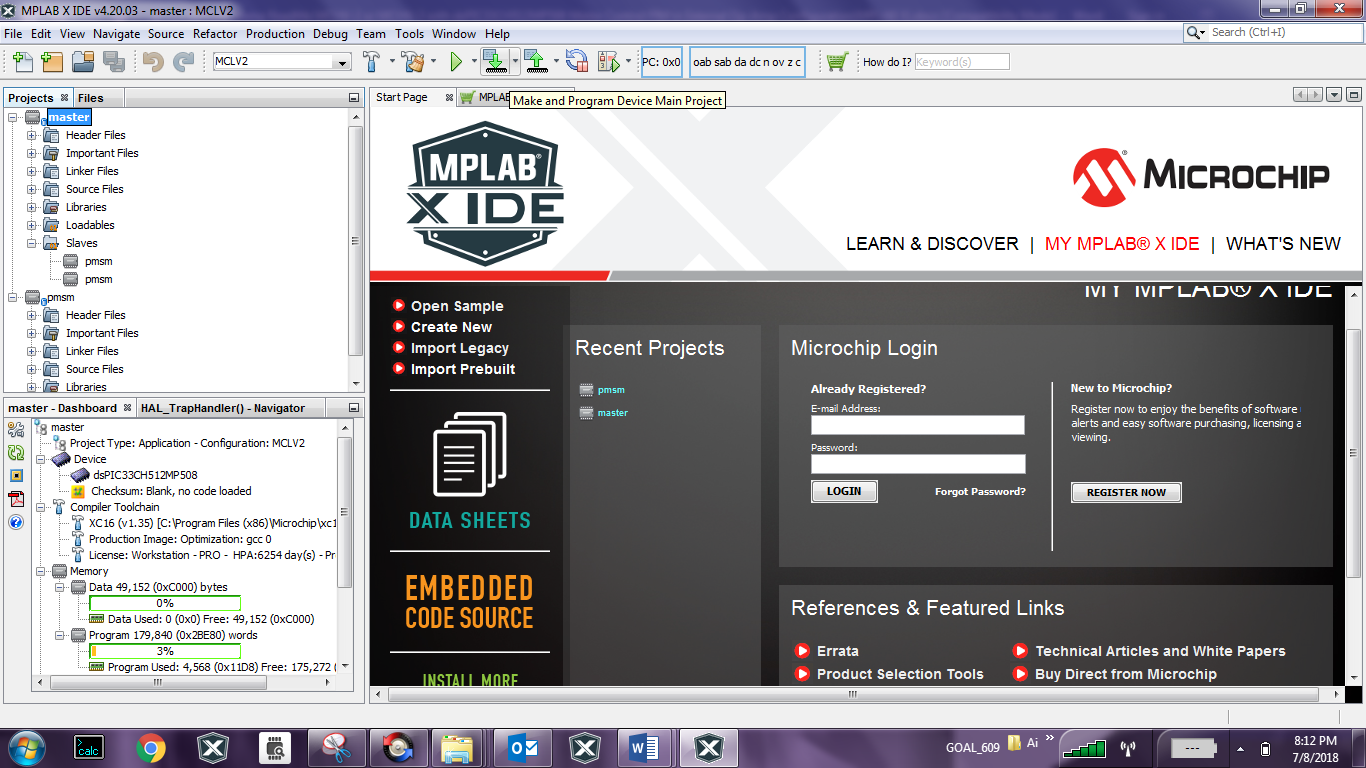 MPLAB X IDE v4.20.03 - master : MCLV2
File Edit View Navigate Source Refactor Production Debug Team Tools Window Help
Search (Ctrl+I)
MCLV2
PC: 0x0
oab sab da dc n ov z c
How do I?
Keyword(s)
Projects
Files
master
Header Files
Important Files
Linker Files
Source Files
Libraries
Loadables
Slaves
pmsm
pmsm
pmsm
Header Files
Important Files
Linker Files
Source Files
Libraries
master - Dashboard
HAL_TrapHandler() - Navigator
master
Project Type: Application - Configuration: MCLV2
Device
dsPIC33CH512MP508
Checksum: Blank, no code loaded
Compiler Toolchain
XC16 (v1.35) [C:\Program Files (x86)\Microchip\xc1
Production Image: Optimization: gcc 0
License: Workstation - PRO - HPA:6254 day(s) - Pr
Memory
Data 49,152 (0xC000) bytes
0%
Data Used: 0 (0x0) Free: 49,152 (0xC000)
Program 179,840 (0x2BE80) words
3%
Program Used: 4,568 (0x11D8) Free: 175,272 (
Start Page
MPLAB
Make and Program Device Main Project
MPLAB®
X IDE
MICROCHIP
LEARN & DISCOVER | MY MPLAB® X IDE | WHAT'S NEW
MY MPLAB® X IDE
Open Sample
Create New
Import Legacy
Import Prebuilt
DATA SHEETS
EMBEDDED
CODE SOURCE
INSTALL MORE
Recent Projects
pmsm
master
Microchip Login
Already Registered?
E-mail Address:
Password:
LOGIN
Forgot Password?
New to Microchip?
Register now to enjoy the benefits of software
alerts and easy software purchasing, licensing a
viewing.
REGISTER NOW
References & Featured Links
Errata
Technical Articles and White Papers
Product Selection Tools
Buy Direct from Microchip
calc
GOAL_609
Ai
8:12 PM
7/8/2018